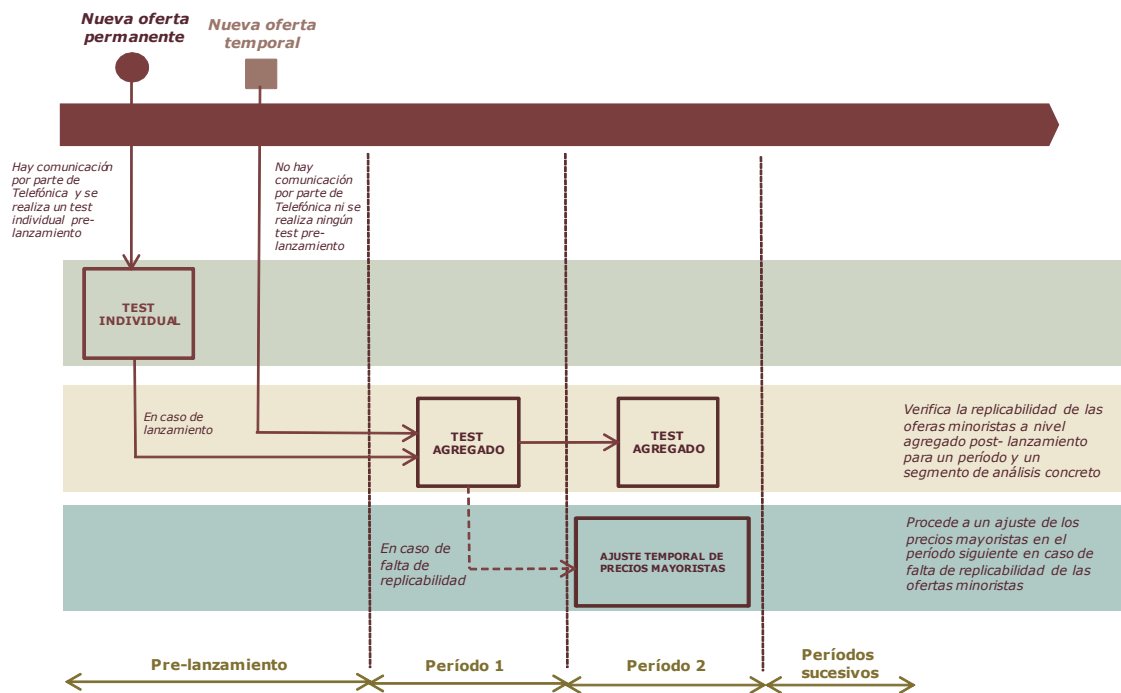 Nueva oferta
permanente
Nueva oferta
temporal
Hay comunicación
por parte de
Telefónica y se
realiza un test
individual pre-
lanzamiento
No hay
comunicación
por parte de
Telefónica ni se
realiza ningún
test pre-
lanzamiento
TEST
INDIVIDUAL
En caso de
lanzamiento
TEST
AGREGADO
TEST
AGREGADO
Verifica la replicabilidad de las
oferas minoristas a nivel
agregado post- lanzamiento
para un período y un
segmento de análisis concreto
En caso de
falta de
replicabilidad
AJUSTE TEMPORAL DE
PRECIOS MAYORISTAS
Procede a un ajuste de los
precios mayoristas en el
período siguiente en caso de
falta de replicabilidad de las
ofertas minoristas
Pre-lanzamiento
Período 1
Período 2
Períodos
sucesivos